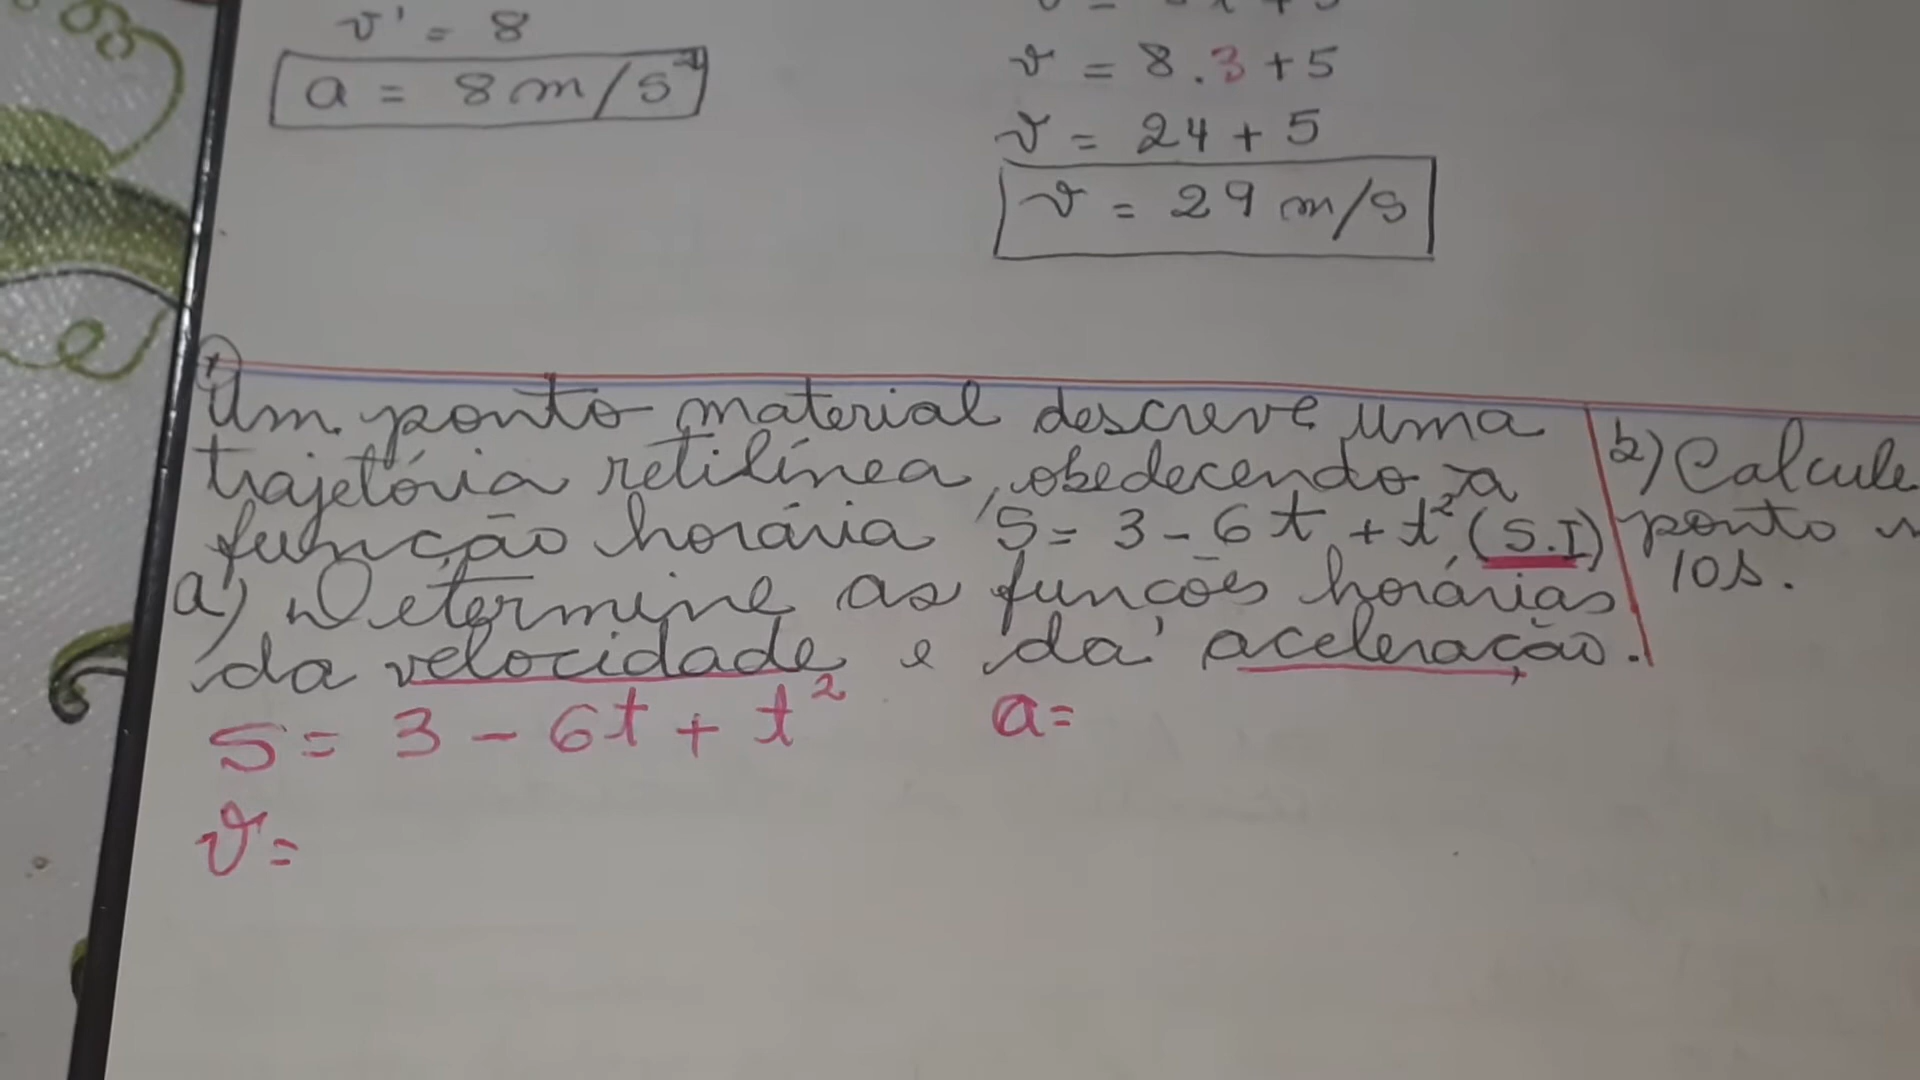 v' = 8
a = 8 m/s²
v = 8.3 + 5
v = 24 + 5
v = 29 m/s
Um ponto material descreve uma
trajetória retilínea, obedecendo a
função horária S = 3 - 6t + t² (S.I)
a) Determine as funções horárias
da velocidade e da aceleração.
S = 3 - 6t + t²
v =
a =
b) Calcule
ponto
10s.